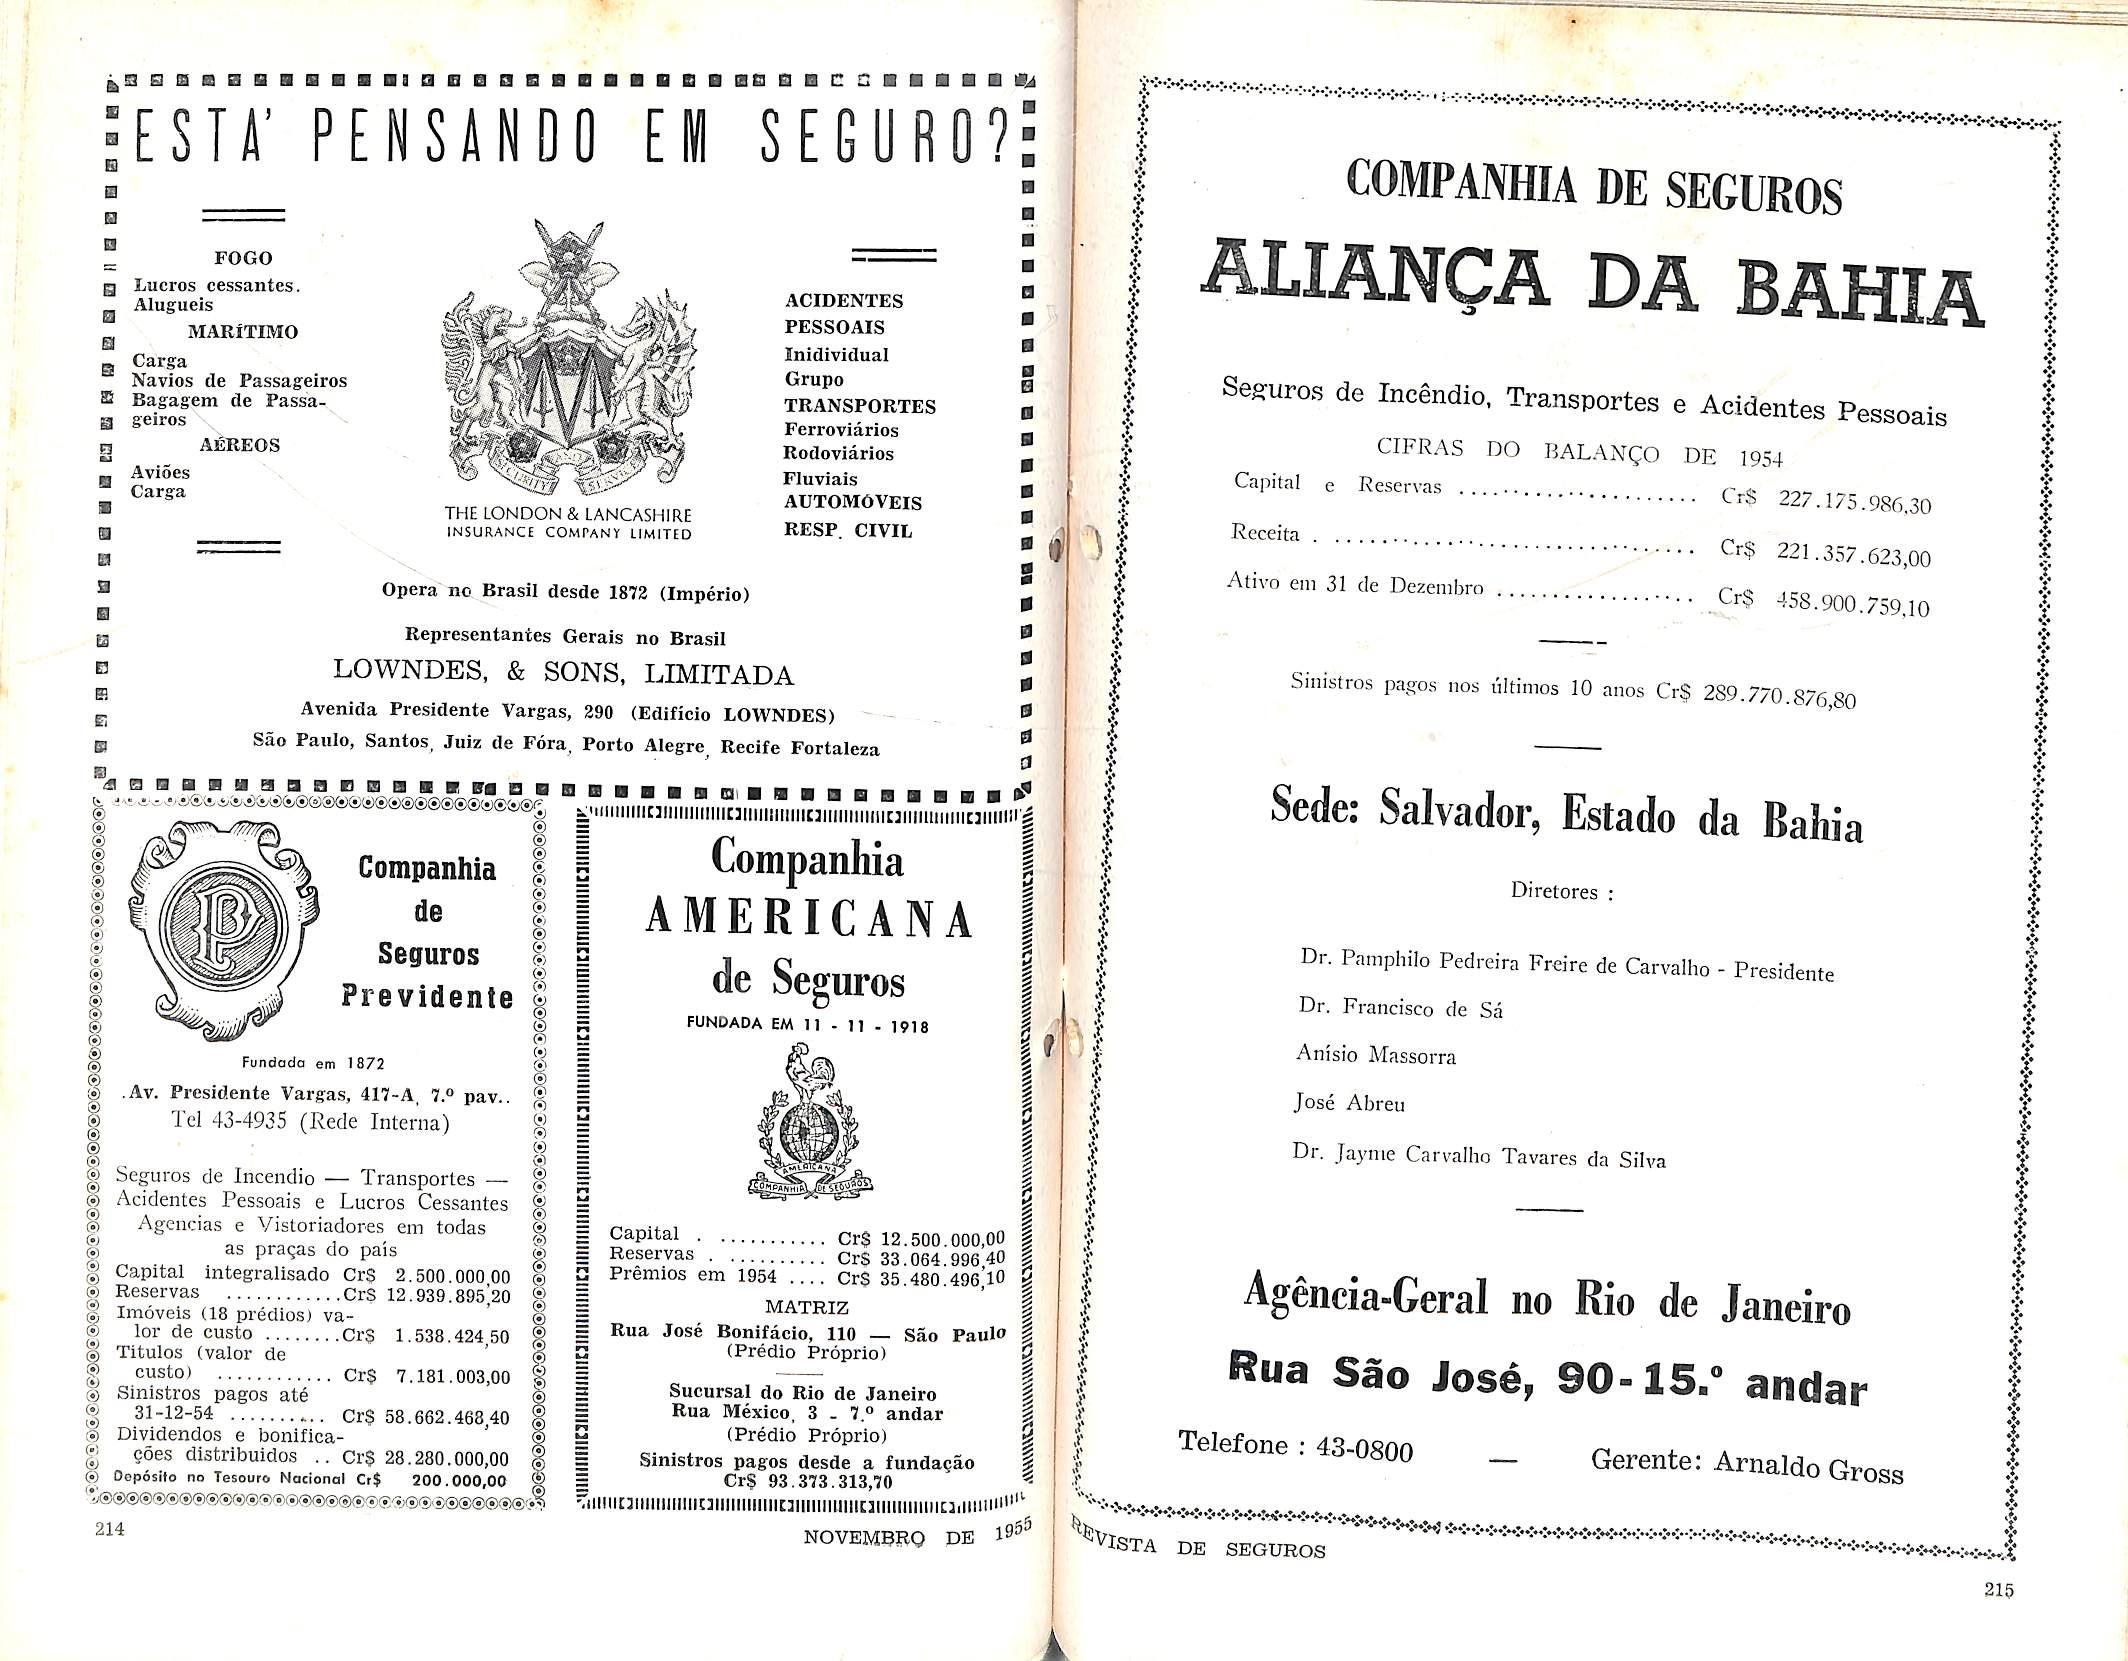 ESTA' PENSANDO EM SEGURO?
FOGO
Lucros cessantes.
Alugueis
MARÍTIMO
Carga
Navios de Passageiros
Bagagem de Passa-
geiros
AÉREOS
Aviões
Carga
SECURITY AND SERVICE
THE LONDON & LANCASHIRE
INSURANCE COMPANY LIMITED
ACIDENTES
PESSOAIS
Inidividual
Grupo
TRANSPORTES
Ferroviários
Rodoviários
Fluviais
AUTOMÓVEIS
RESP. CIVIL
Opera no Brasil desde 1872 (Império)
Representantes Gerais no Brasil
LOWNDES, & SONS, LIMITADA
Avenida Presidente Vargas, 290 (Edifício LOWNDES)
São Paulo, Santos, Juiz de Fóra, Porto Alegre, Recife Fortaleza
P
Companhia
de
Seguros
Previdente
Fundada em 1872
.Av. Presidente Vargas, 417-A, 7.º pav..
Tel 43-4935 (Rede Interna)
Seguros de Incendio — Transportes —
Acidentes Pessoais e Lucros Cessantes
Agencias e Vistoriadores em todas
as praças do país
Capital integralisado Cr$ 2.500.000,00
Reservas ............Cr$ 12.939.895,20
Imóveis (18 prédios) va-
lor de custo ........Cr$ 1.538.424,50
Titulos (valor de
custo) ............ Cr$ 7.181.003,00
Sinistros pagos até
31-12-54 .......... Cr$ 58.662.468,40
Dividendos e bonifica-
ções distribuidos .. Cr$ 28.280.000,00
Depósito no Tesouro Nacional Cr$ 200.000,00
Companhia
AMERICANA
de Seguros
FUNDADA EM 11 - 11 - 1918
AMERICANA
COMPANHIA DE SEGUROS
Capital . ........... Cr$ 12.500.000,00
Reservas . .......... Cr$ 33.064.996,40
Prêmios em 1954 .... Cr$ 35.480.496,10
MATRIZ
Rua José Bonifácio, 110 — São Paulo
(Prédio Próprio)
Sucursal do Rio de Janeiro
Rua México, 3 - 7.º andar
(Prédio Próprio)
Sinistros pagos desde a fundação
Cr$ 93.373.313,70
214
NOVEMBRO DE 1955
COMPANHIA DE SEGUROS
ALIANÇA DA BAHIA
Seguros de Incêndio, Transportes e Acidentes Pessoais
CIFRAS DO BALANÇO DE 1954
Capital e Reservas ...................... Cr$ 227.175.986,30
Receita . ................................. Cr$ 221.357.623,00
Ativo em 31 de Dezembro .................. Cr$ 458.900.759,10
Sinistros pagos nos últimos 10 anos Cr$ 289.770.876,80
Sede: Salvador, Estado da Bahia
Diretores :
Dr. Pamphilo Pedreira Freire de Carvalho - Presidente
Dr. Francisco de Sá
Anísio Massorra
José Abreu
Dr. Jayme Carvalho Tavares da Silva
Agência-Geral no Rio de Janeiro
Rua São José, 90-15.º andar
Telefone : 43-0800 — Gerente: Arnaldo Gross
REVISTA DE SEGUROS
215